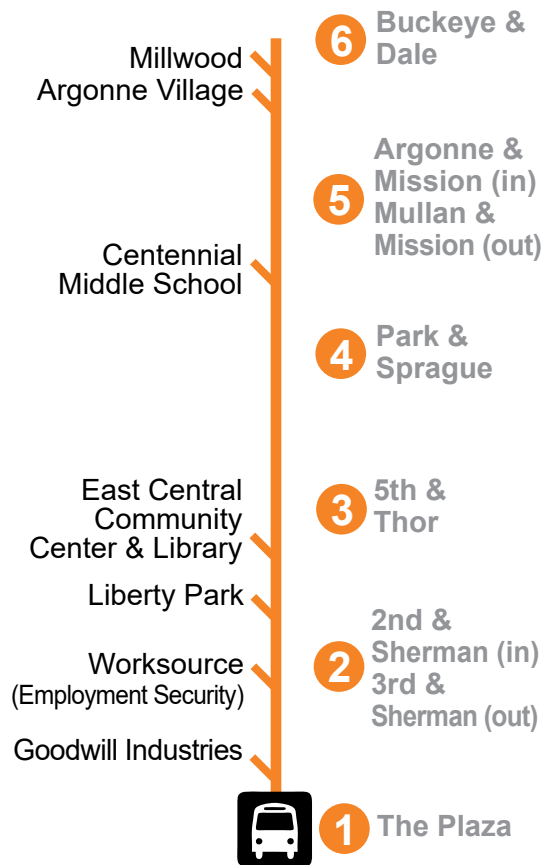 Millwood
Argonne Village
Centennial
Middle School
East Central
Community
Center & Library
Liberty Park
Worksource
(Employment Security)
Goodwill Industries
6 Buckeye &
Dale
5 Argonne &
Mission (in)
Mullan &
Mission (out)
4 Park &
Sprague
3 5th &
Thor
2 2nd &
Sherman (in)
3rd &
Sherman (out)
1 The Plaza